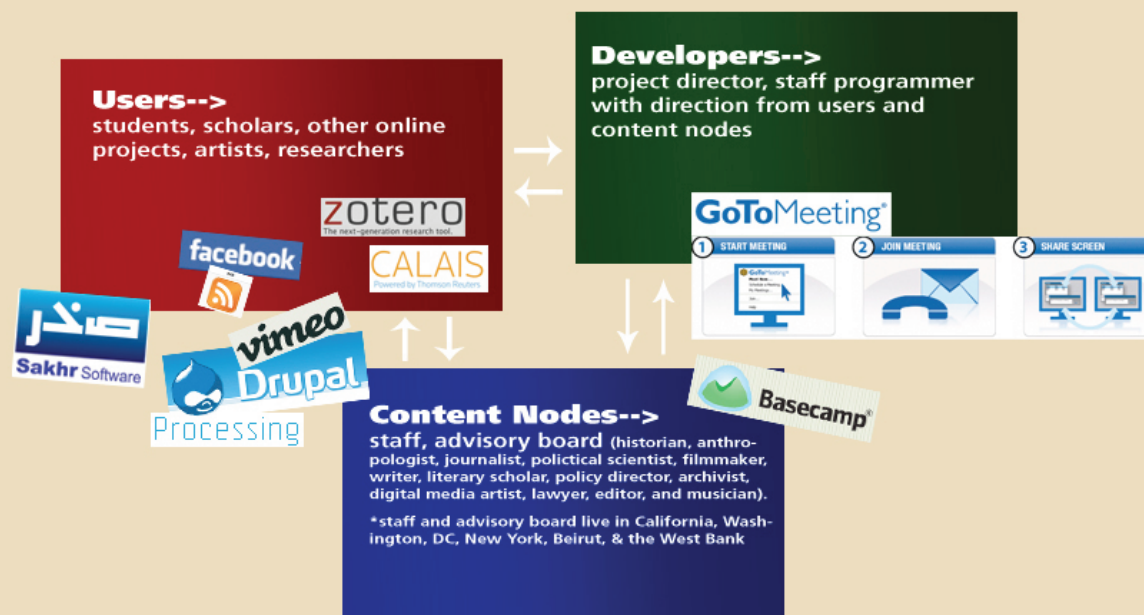 Users-->
students, scholars, other online
projects, artists, researchers
zotero
The next-generation research tool.
facebook
CALAIS
Powered by Thomson Reuters
صخر
Sakhr Software
vimeo
Drupal
Processing
Developers-->
project director, staff programmer
with direction from users and
content nodes
GoToMeeting®
1 START MEETING
2 JOIN MEETING
3 SHARE SCREEN
GoToMeeting
Basecamp®
Content Nodes-->
staff, advisory board (historian, anthro-
pologist, journalist, polictical scientist, filmmaker,
writer, literary scholar, policy director, archivist,
digital media artist, lawyer, editor, and musician).
*staff and advisory board live in California, Wash-
ington, DC, New York, Beirut, & the West Bank